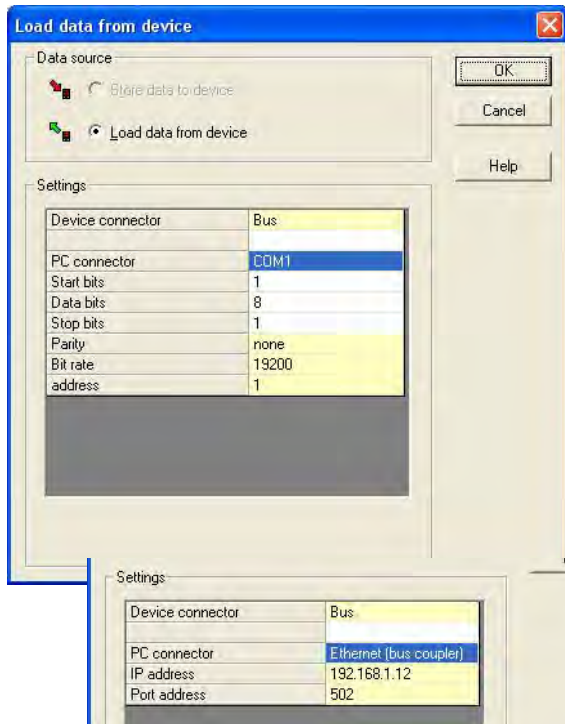 Load data from device
Data source
Store data to device
Load data from device
OK
Cancel
Help
Settings
Device connector Bus
PC connector COM1
Start bits 1
Data bits 8
Stop bits 1
Parity none
Bit rate 19200
address 1
Settings
Device connector Bus
PC connector Ethernet (bus coupler)
IP address 192.168.1.12
Port address 502